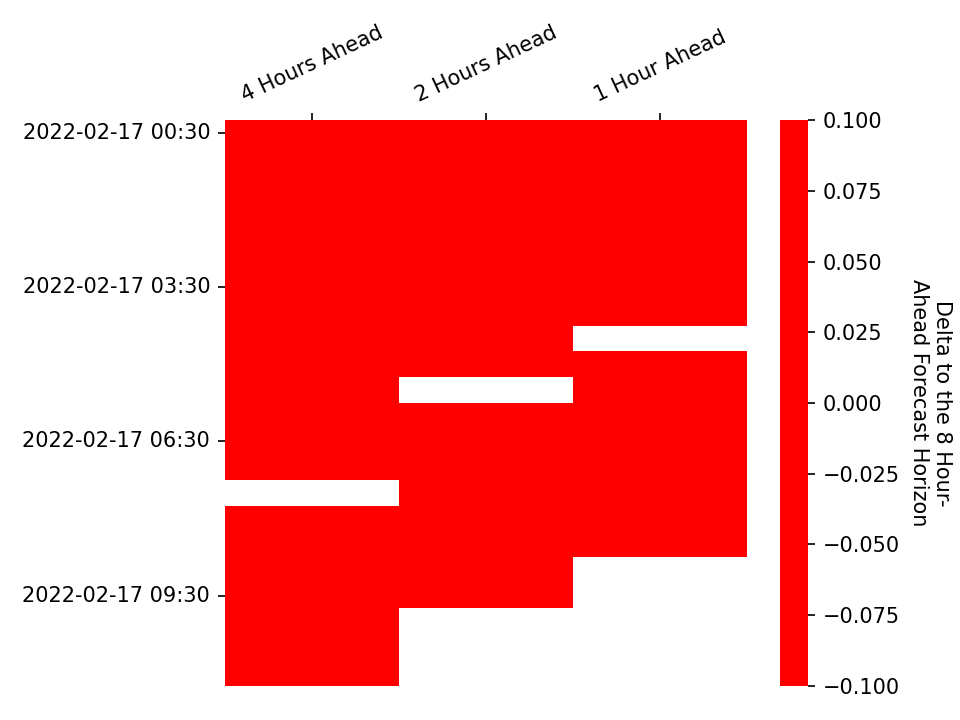 4 Hours Ahead
2 Hours Ahead
1 Hour Ahead
2022-02-17 00:30
2022-02-17 03:30
2022-02-17 06:30
2022-02-17 09:30
0.100
0.075
0.050
0.025
0.000
−0.025
−0.050
−0.075
−0.100
Delta to the 8 Hour-
Ahead Forecast Horizon